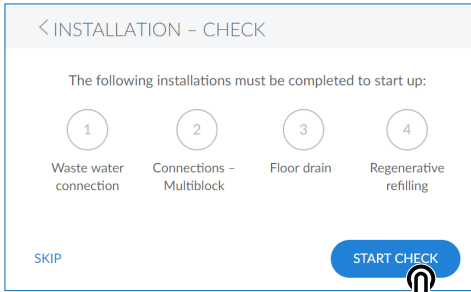 < INSTALLATION – CHECK
The following installations must be completed to start up:
1 2 3 4
Waste water Connections – Floor drain Regenerative
connection Multiblock refilling
SKIP START CHECK